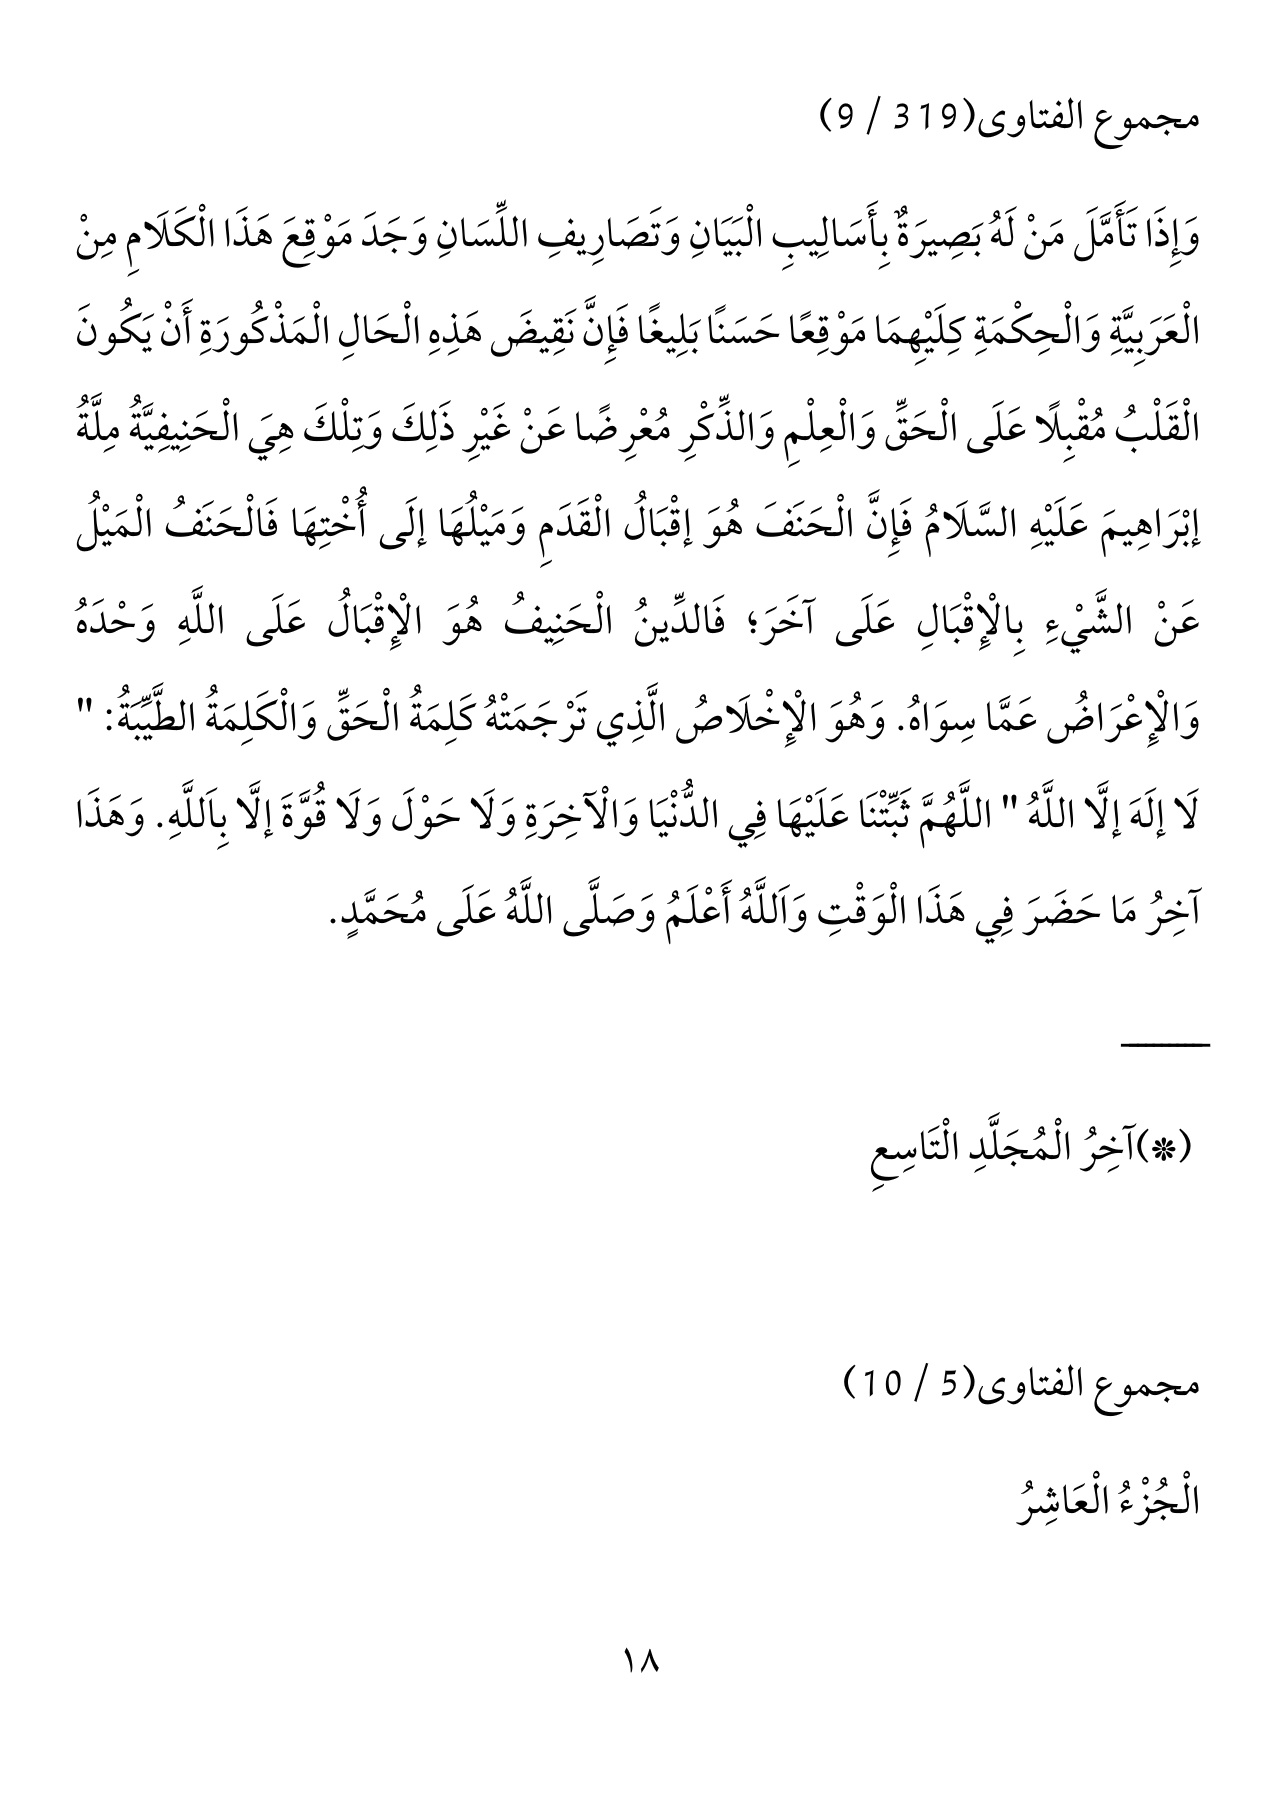 مجموع الفتاوى(319 / 9)
وَإِذَا تَأَمَّلَ مَنْ لَهُ بَصِيرَةٌ بِأَسَالِيبِ الْبَيَانِ وَتَصَارِيفِ اللِّسَانِ وَجَدَ مَوْقِعَ هَذَا الْكَلَامِ مِنْ
الْعَرَبِيَّةِ وَالْحِكْمَةِ كِلَيْهِمَا مَوْقِعًا حَسَنًا بَلِيغًا فَإِنَّ نَقِيضَ هَذِهِ الْحَالِ الْمَذْكُورَةِ أَنْ يَكُونَ
الْقَلْبُ مُقْبِلًا عَلَى الْحَقِّ وَالْعِلْمِ وَالذِّكْرِ مُعْرِضًا عَنْ غَيْرِ ذَلِكَ وَتِلْكَ هِيَ الْحَنِيفِيَّةُ مِلَّةُ
إبْرَاهِيمَ عَلَيْهِ السَّلَامُ فَإِنَّ الْحَنَفَ هُوَ إقْبَالُ الْقَدَمِ وَمَيْلُهَا إلَى أُخْتِهَا فَالْحَنَفُ الْمَيْلُ
عَنْ الشَّيْءِ بِالْإِقْبَالِ عَلَى آخَرَ؛ فَالدِّينُ الْحَنِيفُ هُوَ الْإِقْبَالُ عَلَى اللَّهِ وَحْدَهُ
وَالْإِعْرَاضُ عَمَّا سِوَاهُ. وَهُوَ الْإِخْلَاصُ الَّذِي تَرْجَمَتْهُ كَلِمَةُ الْحَقِّ وَالْكَلِمَةُ الطَّيِّبَةُ: "
لَا إلَهَ إلَّا اللَّهُ " اللَّهُمَّ ثَبِّتْنَا عَلَيْهَا فِي الدُّنْيَا وَالْآخِرَةِ وَلَا حَوْلَ وَلَا قُوَّةَ إلَّا بِاَللَّهِ. وَهَذَا
آخِرُ مَا حَضَرَ فِي هَذَا الْوَقْتِ وَاَللَّهُ أَعْلَمُ وَصَلَّى اللَّهُ عَلَى مُحَمَّدٍ.
(*)آخِرُ الْمُجَلَّدِ التَّاسِعِ
مجموع الفتاوى(5 / 10)
الْجُزْءُ الْعَاشِرُ
١٨